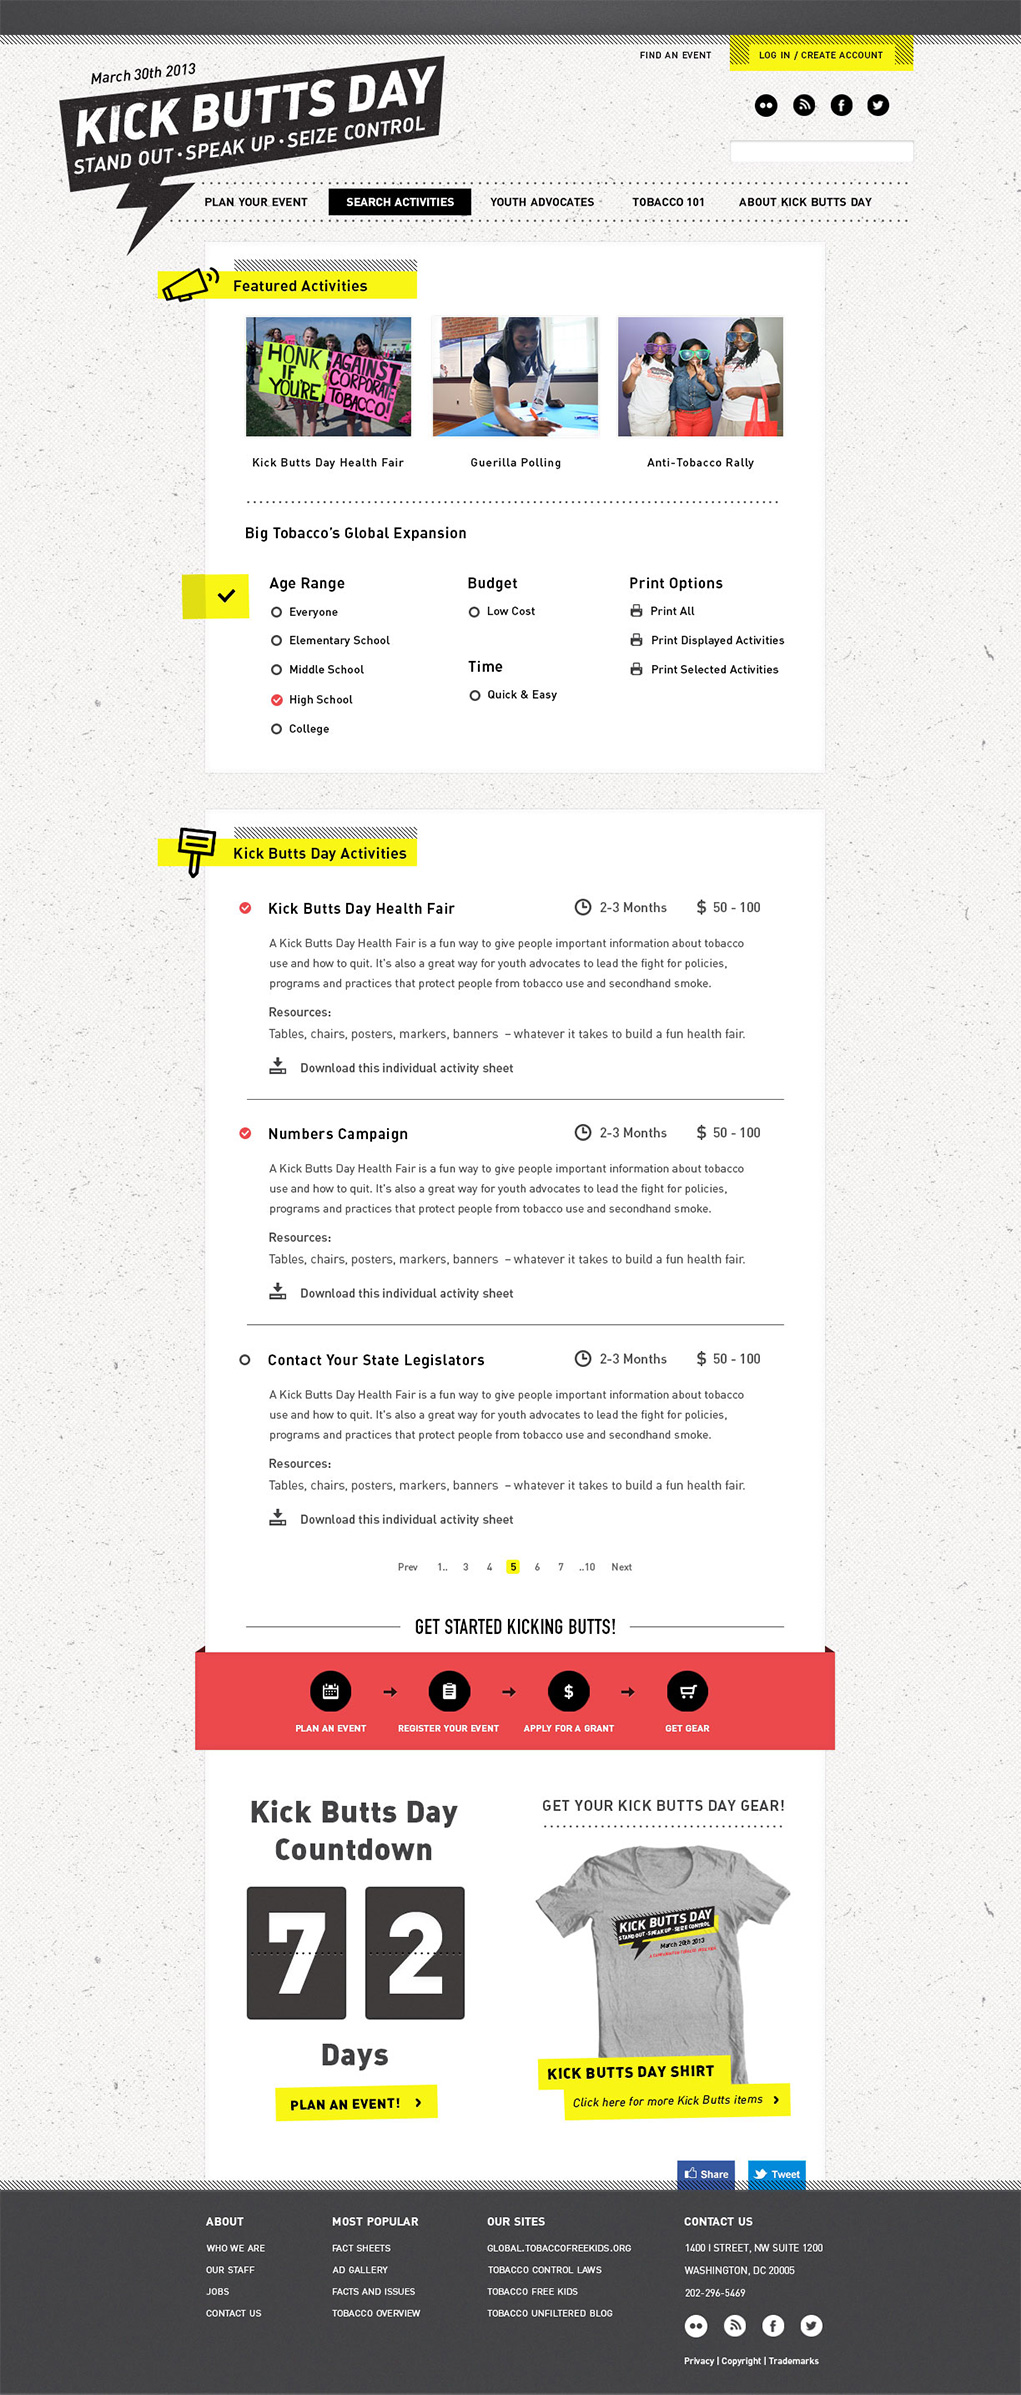 FIND AN EVENT
LOG IN / CREATE ACCOUNT
March 30th 2013
KICK BUTTS DAY
STAND OUT · SPEAK UP · SEIZE CONTROL
PLAN YOUR EVENT
SEARCH ACTIVITIES
YOUTH ADVOCATES
TOBACCO 101
ABOUT KICK BUTTS DAY
Featured Activities
HONK
IF
YOU'RE
AGAINST
CORPORATE
TOBACCO!
Kick Butts Day Health Fair
Guerilla Polling
Anti-Tobacco Rally
Big Tobacco's Global Expansion
Age Range
Everyone
Elementary School
Middle School
High School
College
Budget
Low Cost
Time
Quick & Easy
Print Options
Print All
Print Displayed Activities
Print Selected Activities
Kick Butts Day Activities
Kick Butts Day Health Fair
2-3 Months
$ 50 - 100
A Kick Butts Day Health Fair is a fun way to give people important information about tobacco
use and how to quit. It's also a great way for youth advocates to lead the fight for policies,
programs and practices that protect people from tobacco use and secondhand smoke.
Resources:
Tables, chairs, posters, markers, banners – whatever it takes to build a fun health fair.
Download this individual activity sheet
Numbers Campaign
2-3 Months
$ 50 - 100
A Kick Butts Day Health Fair is a fun way to give people important information about tobacco
use and how to quit. It's also a great way for youth advocates to lead the fight for policies,
programs and practices that protect people from tobacco use and secondhand smoke.
Resources:
Tables, chairs, posters, markers, banners – whatever it takes to build a fun health fair.
Download this individual activity sheet
Contact Your State Legislators
2-3 Months
$ 50 - 100
A Kick Butts Day Health Fair is a fun way to give people important information about tobacco
use and how to quit. It's also a great way for youth advocates to lead the fight for policies,
programs and practices that protect people from tobacco use and secondhand smoke.
Resources:
Tables, chairs, posters, markers, banners – whatever it takes to build a fun health fair.
Download this individual activity sheet
Prev 1.. 3 4 5 6 7 ..10 Next
GET STARTED KICKING BUTTS!
$
PLAN AN EVENT
REGISTER YOUR EVENT
APPLY FOR A GRANT
GET GEAR
Kick Butts Day
Countdown
72
Days
PLAN AN EVENT!
GET YOUR KICK BUTTS DAY GEAR!
KICK BUTTS DAY
STAND OUT · SPEAK UP · SEIZE CONTROL
March 20th 2013
KICK BUTTS DAY SHIRT
Click here for more Kick Butts items
Share
Tweet
ABOUT
WHO WE ARE
OUR STAFF
JOBS
CONTACT US
MOST POPULAR
FACT SHEETS
AD GALLERY
FACTS AND ISSUES
TOBACCO OVERVIEW
OUR SITES
GLOBAL.TOBACCOFREEKIDS.ORG
TOBACCO CONTROL LAWS
TOBACCO FREE KIDS
TOBACCO UNFILTERED BLOG
CONTACT US
1400 I STREET, NW SUITE 1200
WASHINGTON, DC 20005
202-296-5469
Privacy | Copyright | Trademarks